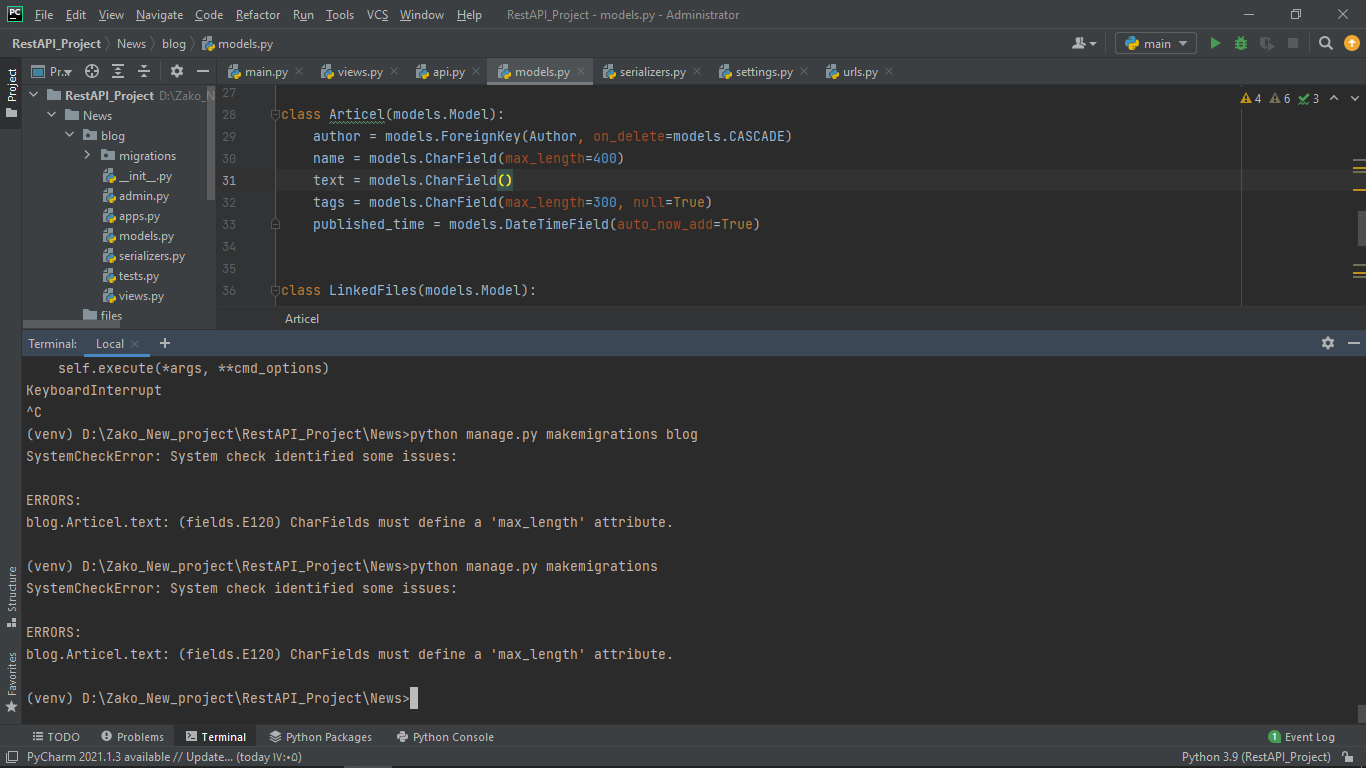 PC File Edit View Navigate Code Refactor Run Tools VCS Window Help RestAPI_Project - models.py - Administrator
RestAPI_Project News blog models.py main
Project Pr... main.py views.py api.py models.py serializers.py settings.py urls.py
RestAPI_Project D:\Zako_N
News
blog
migrations
__init__.py
admin.py
apps.py
models.py
serializers.py
tests.py
views.py
files
4 6 3
27
28 class Articel(models.Model):
29 author = models.ForeignKey(Author, on_delete=models.CASCADE)
30 name = models.CharField(max_length=400)
31 text = models.CharField()
32 tags = models.CharField(max_length=300, null=True)
33 published_time = models.DateTimeField(auto_now_add=True)
34
35
36 class LinkedFiles(models.Model):
Articel
Terminal: Local +
self.execute(*args, **cmd_options)
KeyboardInterrupt
^C
(venv) D:\Zako_New_project\RestAPI_Project\News>python manage.py makemigrations blog
SystemCheckError: System check identified some issues:
ERRORS:
blog.Articel.text: (fields.E120) CharFields must define a 'max_length' attribute.
(venv) D:\Zako_New_project\RestAPI_Project\News>python manage.py makemigrations
SystemCheckError: System check identified some issues:
ERRORS:
blog.Articel.text: (fields.E120) CharFields must define a 'max_length' attribute.
(venv) D:\Zako_New_project\RestAPI_Project\News>
Structure
Favorites
TODO Problems Terminal Python Packages Python Console 1 Event Log
PyCharm 2021.1.3 available // Update... (today ١٧:٠٥) Python 3.9 (RestAPI_Project)